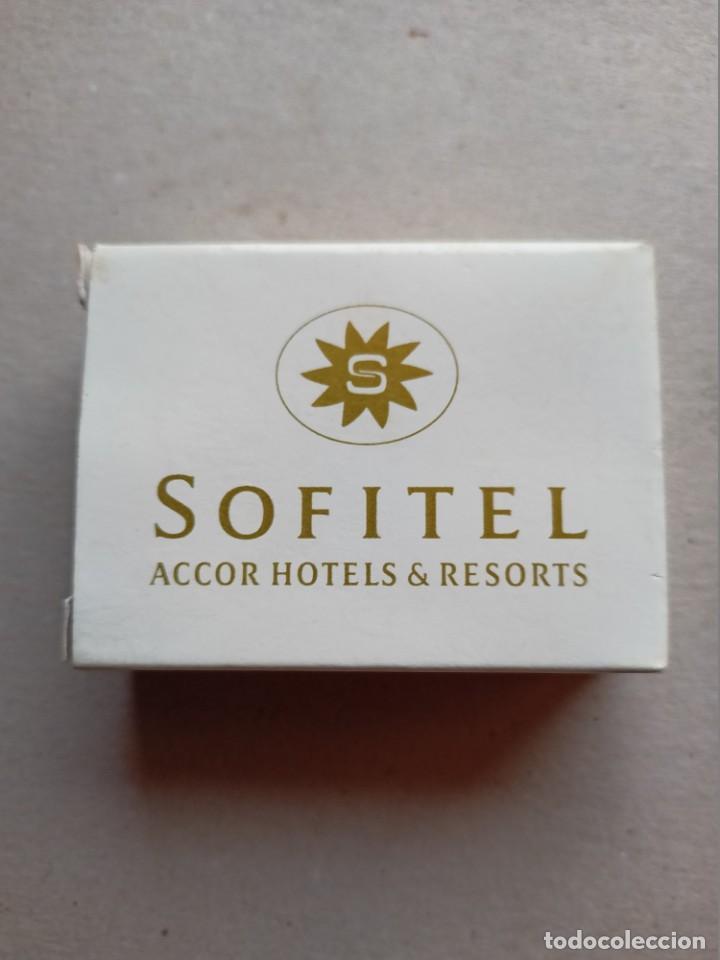 S
SOFITEL
ACCOR HOTELS & RESORTS
todocoleccion